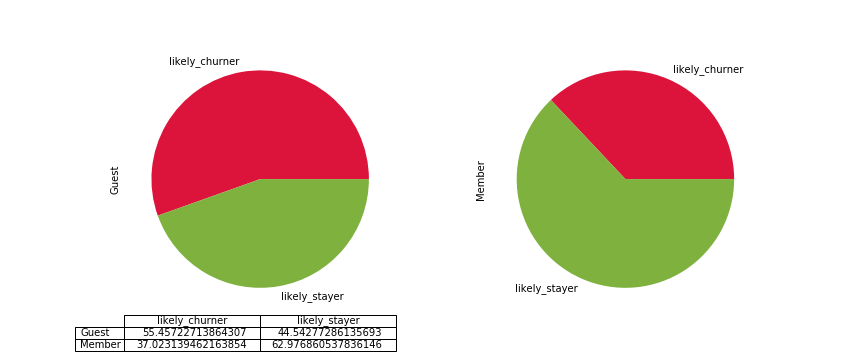 likely_churner
likely_churner
Guest
Member
likely_stayer
likely_stayer
likely_churner likely_stayer
Guest 55.45722713864307 44.54277286135693
Member 37.023139462163854 62.976860537836146